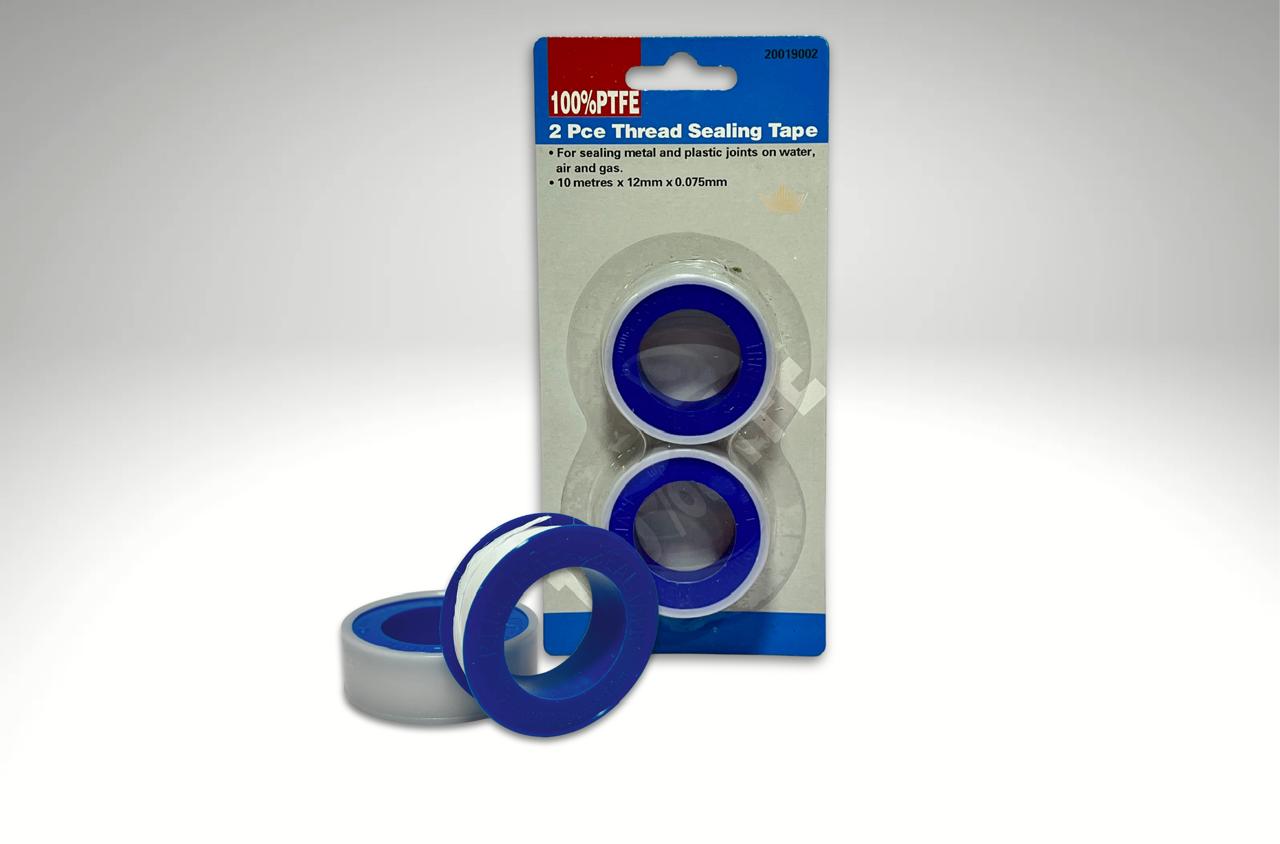 20019002
100%PTFE
2 Pce Thread Sealing Tape
• For sealing metal and plastic joints on water,
air and gas.
• 10 metres x 12mm x 0.075mm